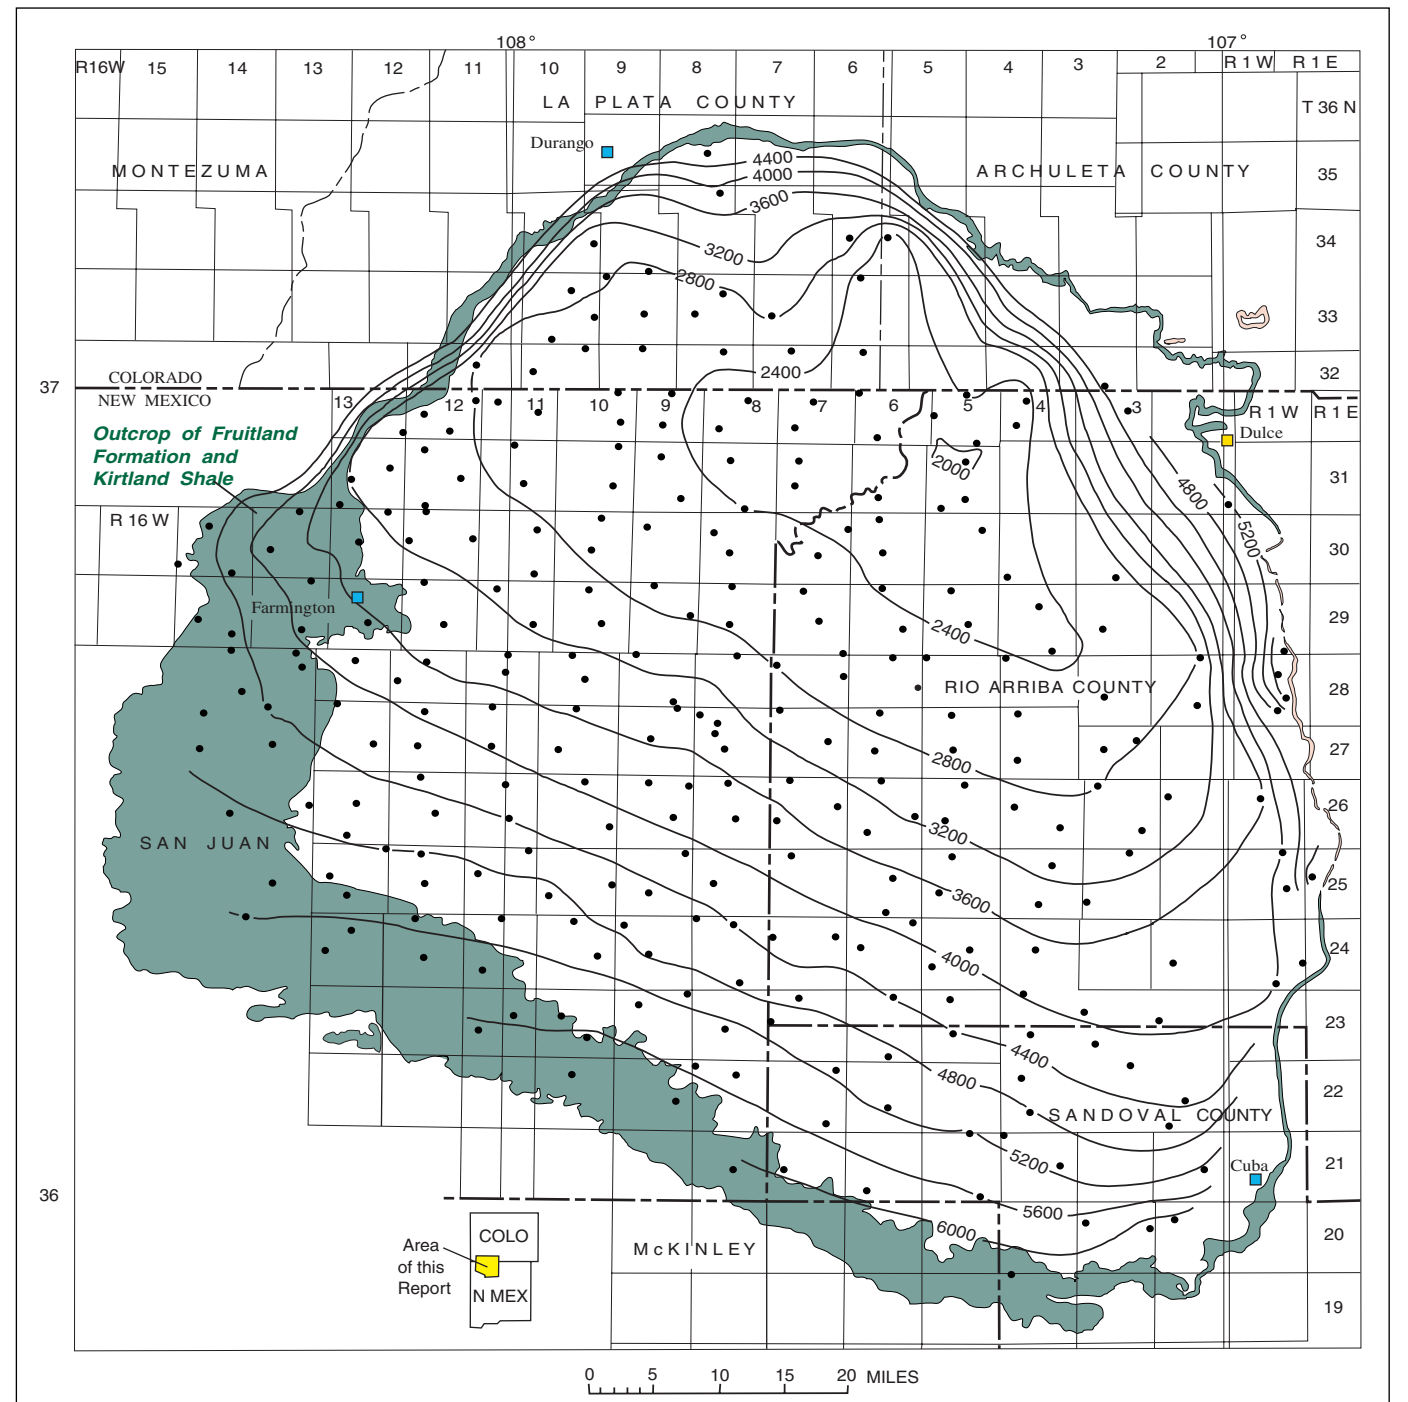 108° 107°
R16W 15 14 13 12 11 10 9 8 7 6 5 4 3 2 R 1 W R 1 E
LA PLATA COUNTY
T 36 N
Durango
MONTEZUMA
ARCHULETA COUNTY
4400
4000
3600
35
3200
34
2800
33
2400
32
37
COLORADO
NEW MEXICO
13 12 11 10 9 8 7 6 5 4 3 R 1 W R 1 E
Outcrop of Fruitland
Formation and
Kirtland Shale
Dulce
2000
4800
31
R 16 W
5200
30
Farmington
29
2400
RIO ARRIBA COUNTY
28
27
2800
26
3200
SAN JUAN
25
3600
24
4000
23
4400
4800
22
SANDOVAL COUNTY
5200
21
Cuba
36
5600
6000
20
McKINLEY
COLO
Area
of this
Report
N MEX
19
0 5 10 15 20 MILES